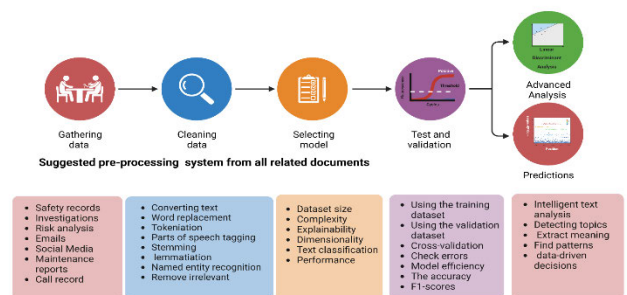 Gathering
data
Cleaning
data
Selecting
model
Test and
validation
Advanced
Analysis
Predictions
Suggested pre-processing system from all related documents
• Safety records
• Investigations
• Risk analysis
• Emails
• Social Media
• Maintenance
reports
• Call record
• Converting text
• Word replacement
• Tokeniation
• Parts of speech tagging
• Stemming
• lemmatiation
• Named entity recognition
• Remove irrelevant
• Dataset size
• Complexity
• Explainability
• Dimensionality
• Text classification
• Performance
• Using the training
dataset
• Using the validation
dataset
• Cross-validation
• Check errors
• Model efficiency
• The accuracy
• F1-scores
• Intelligent text
analysis
• Detecting topics
• Extract meaning
• Find patterns
• data-driven
decisions